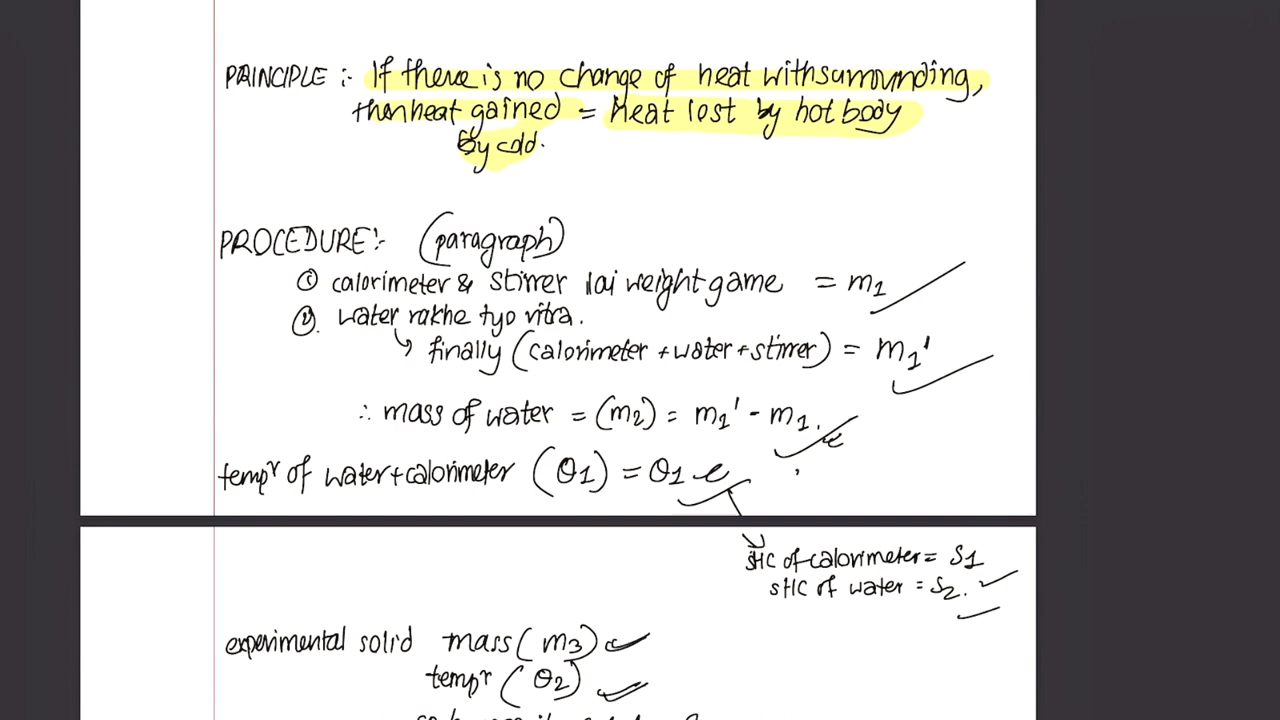 PRINCIPLE :- If there is no change of heat with surrounding,
then heat gained = Heat lost by hot body
By cold.
PROCEDURE :- (paragraph)
① calorimeter & stirrer lai weight game = m1
②. water rakhe tyo vitra.
↳ finally (calorimeter + water + stirrer) = m1'
∴ mass of water = (m2) = m1' - m1.
tempr of water + calorimeter (θ1) = θ1
SHC of calorimeter = S1
SHC of water = S2.
experimental solid mass (m3)
tempr (θ2)